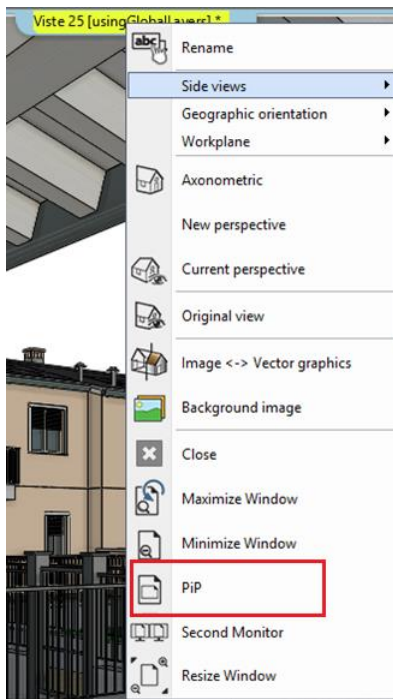 Viste 25 [usingGlobalLayers] *
abc
Rename
Side views
Geographic orientation
Workplane
Axonometric
New perspective
Current perspective
Original view
Image <-> Vector graphics
Background image
Close
Maximize Window
Minimize Window
PiP
Second Monitor
Resize Window